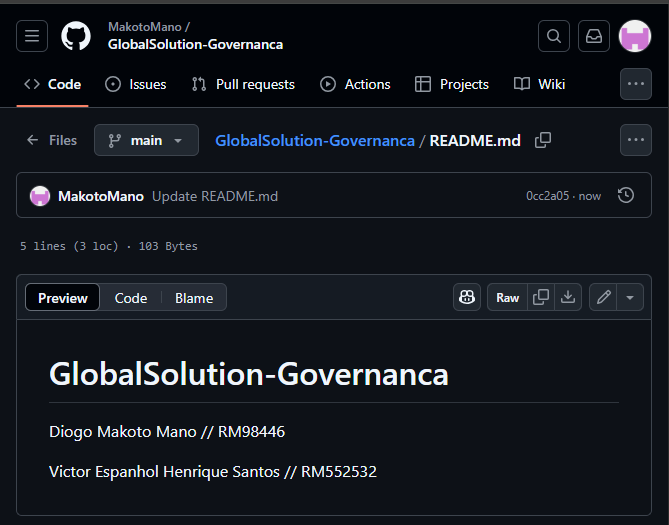 MakotoMano /
GlobalSolution-Governanca
Code
Issues
Pull requests
Actions
Projects
Wiki
Files
main
GlobalSolution-Governanca / README.md
MakotoMano Update README.md
0cc2a05 · now
5 lines (3 loc) · 103 Bytes
Preview
Code
Blame
Raw
GlobalSolution-Governanca
Diogo Makoto Mano // RM98446
Victor Espanhol Henrique Santos // RM552532